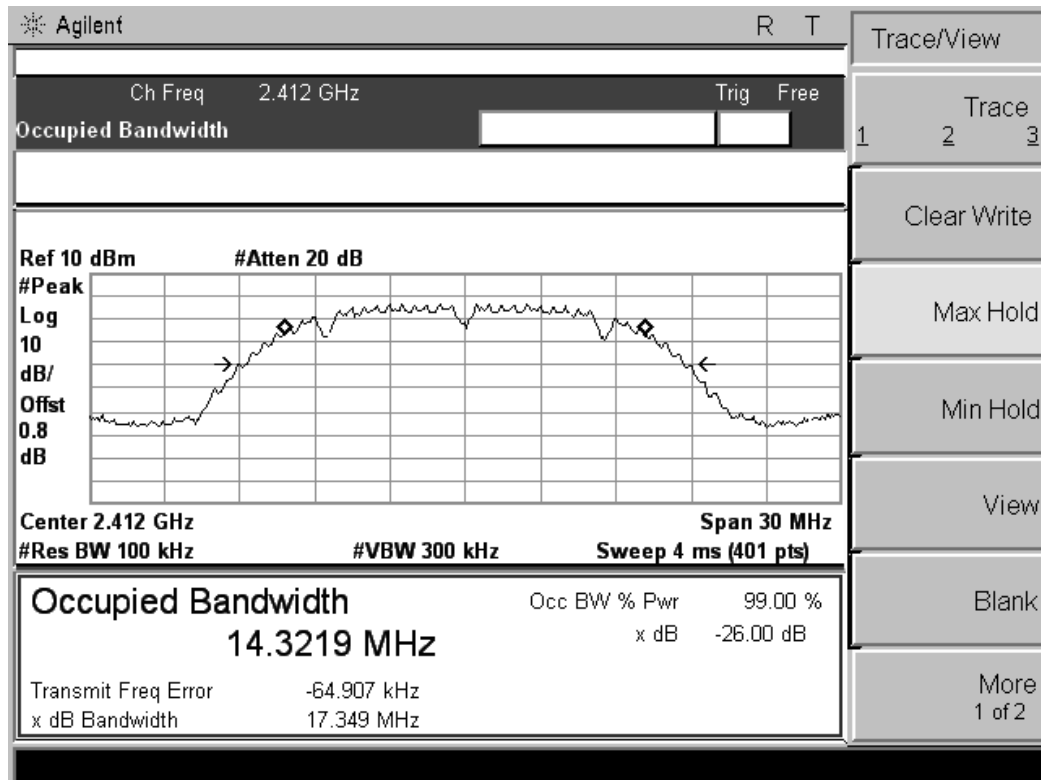 Agilent R T
Trace/View
Ch Freq 2.412 GHz Trig Free
Occupied Bandwidth
Trace
1 2 3
Clear Write
Max Hold
Min Hold
View
Blank
More
1 of 2
Ref 10 dBm #Atten 20 dB
#Peak
Log
10
dB/
Offst
0.8
dB
Center 2.412 GHz Span 30 MHz
#Res BW 100 kHz #VBW 300 kHz Sweep 4 ms (401 pts)
Occupied Bandwidth
14.3219 MHz
Occ BW % Pwr 99.00 %
x dB -26.00 dB
Transmit Freq Error -64.907 kHz
x dB Bandwidth 17.349 MHz